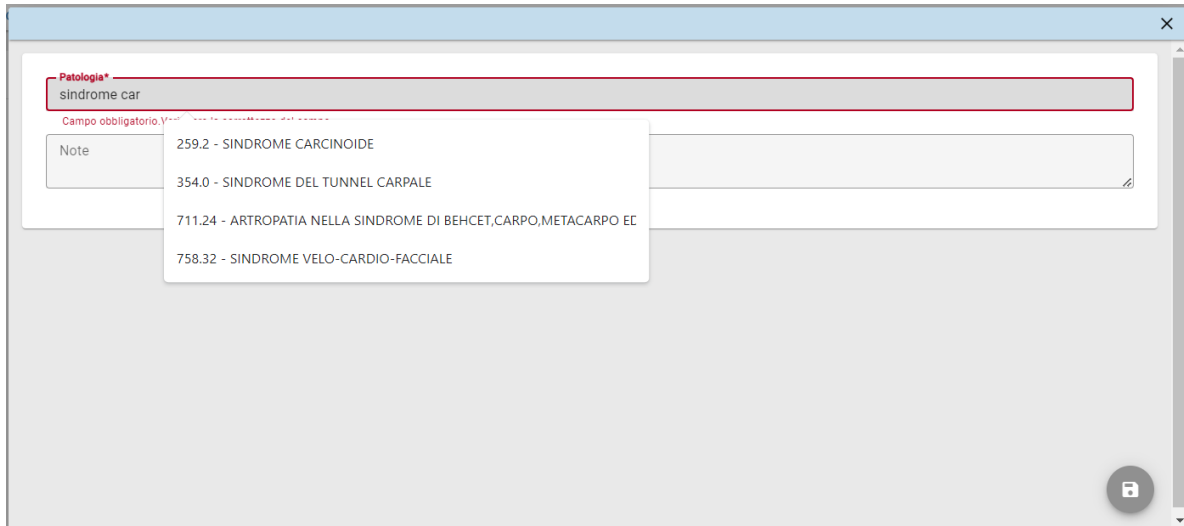 Patologia*
sindrome car
Campo obbligatorio.
Note
259.2 - SINDROME CARCINOIDE
354.0 - SINDROME DEL TUNNEL CARPALE
711.24 - ARTROPATIA NELLA SINDROME DI BEHCET,CARPO,METACARPO ED
758.32 - SINDROME VELO-CARDIO-FACCIALE